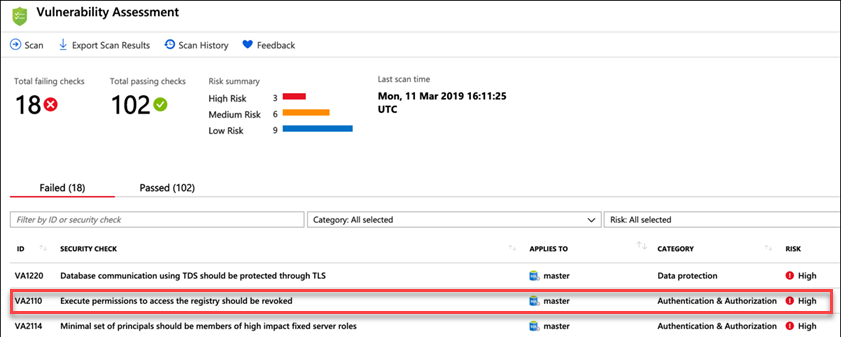 Vulnerability Assessment
Scan Export Scan Results Scan History Feedback
Total failing checks Total passing checks Risk summary Last scan time
18 102 High Risk 3 Mon, 11 Mar 2019 16:11:25
Medium Risk 6 UTC
Low Risk 9
Failed (18) Passed (102)
Filter by ID or security check Category: All selected Risk: All selected
ID SECURITY CHECK APPLIES TO CATEGORY RISK
VA1220 Database communication using TDS should be protected through TLS master Data protection High
VA2110 Execute permissions to access the registry should be revoked master Authentication & Authorization High
VA2114 Minimal set of principals should be members of high impact fixed server roles master Authentication & Authorization High